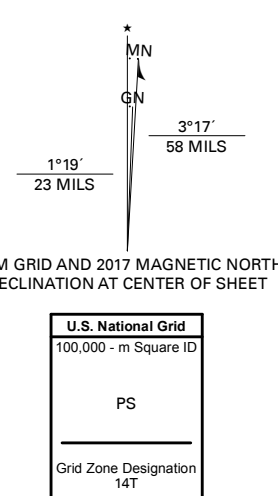 MN
GN
3°17´
58 MILS
1°19´
23 MILS
M GRID AND 2017 MAGNETIC NORTH
ECLINATION AT CENTER OF SHEET
U.S. National Grid
100,000 - m Square ID
PS
Grid Zone Designation
14T